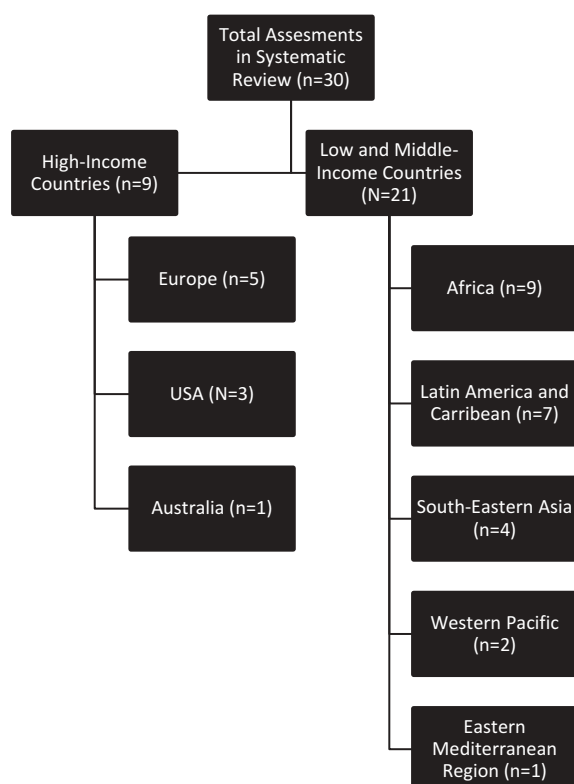 Total Assesments
in Systematic
Review (n=30)
High-Income
Countries (n=9)
Low and Middle-
Income Countries
(N=21)
Europe (n=5)
USA (N=3)
Australia (n=1)
Africa (n=9)
Latin America and
Carribean (n=7)
South-Eastern Asia
(n=4)
Western Pacific
(n=2)
Eastern
Mediterranean
Region (n=1)